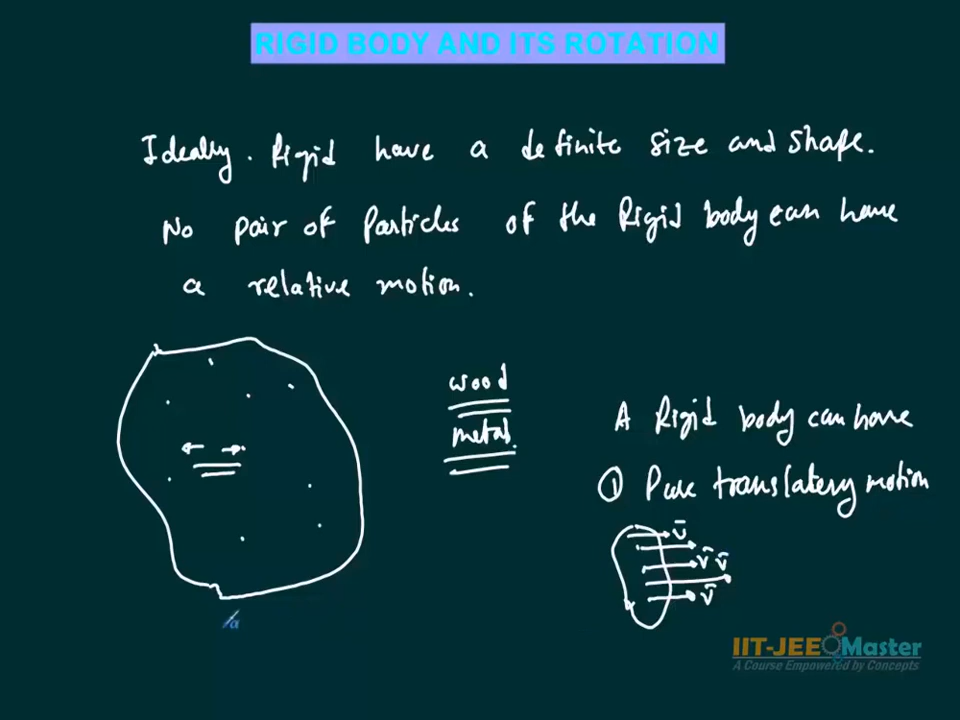 RIGID BODY AND ITS ROTATION
Ideally. Rigid have a definite size and shape.
No pair of Particles of the Rigid body can have
a relative motion.
wood
metal.
A Rigid body can have
① Pure translatery motion
v̄
v̄ v̄
v̄
IIT-JEE Master
A Course Empowered by Concepts